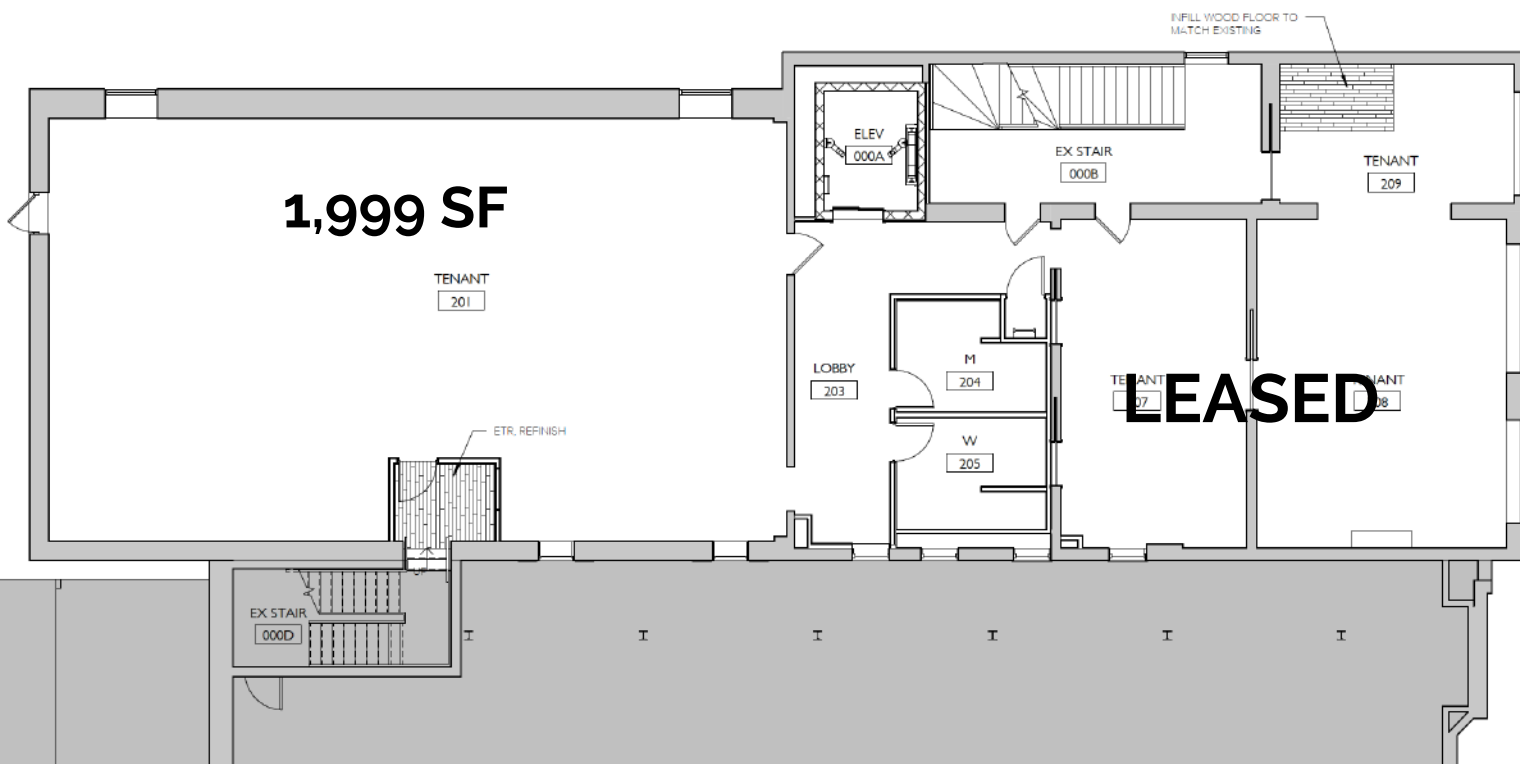 INFILL WOOD FLOOR TO
MATCH EXISTING
ELEV
000A
EX STAIR
000B
TENANT
209
1,999 SF
TENANT
201
LOBBY
203
M
204
W
205
LEASED
ETR. REFINISH
EX STAIR
000D